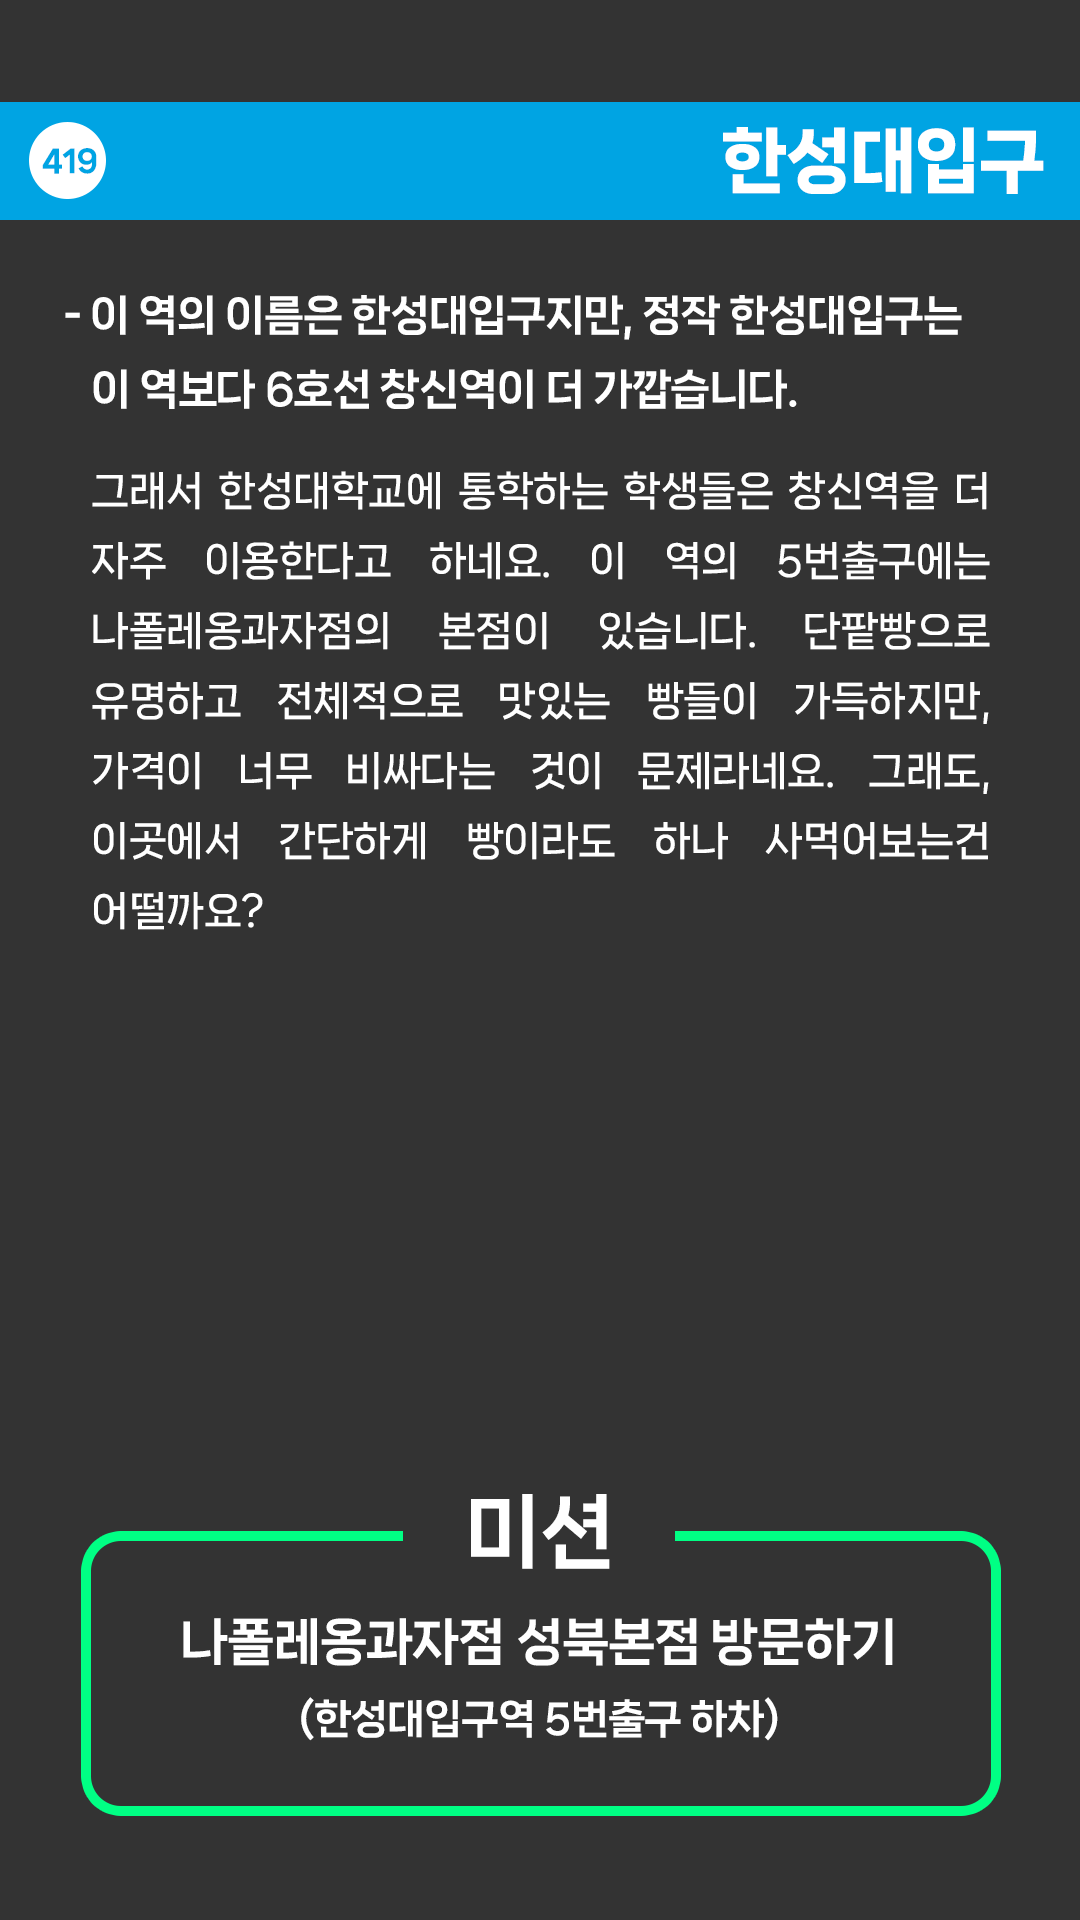 419
한성대입구
- 이 역의 이름은 한성대입구지만, 정작 한성대입구는
이 역보다 6호선 창신역이 더 가깝습니다.
그래서 한성대학교에 통학하는 학생들은 창신역을 더
자주 이용한다고 하네요. 이 역의 5번출구에는
나폴레옹과자점의 본점이 있습니다. 단팥빵으로
유명하고 전체적으로 맛있는 빵들이 가득하지만,
가격이 너무 비싸다는 것이 문제라네요. 그래도,
이곳에서 간단하게 빵이라도 하나 사먹어보는건
어떨까요?
미션
나폴레옹과자점 성북본점 방문하기
(한성대입구역 5번출구 하차)